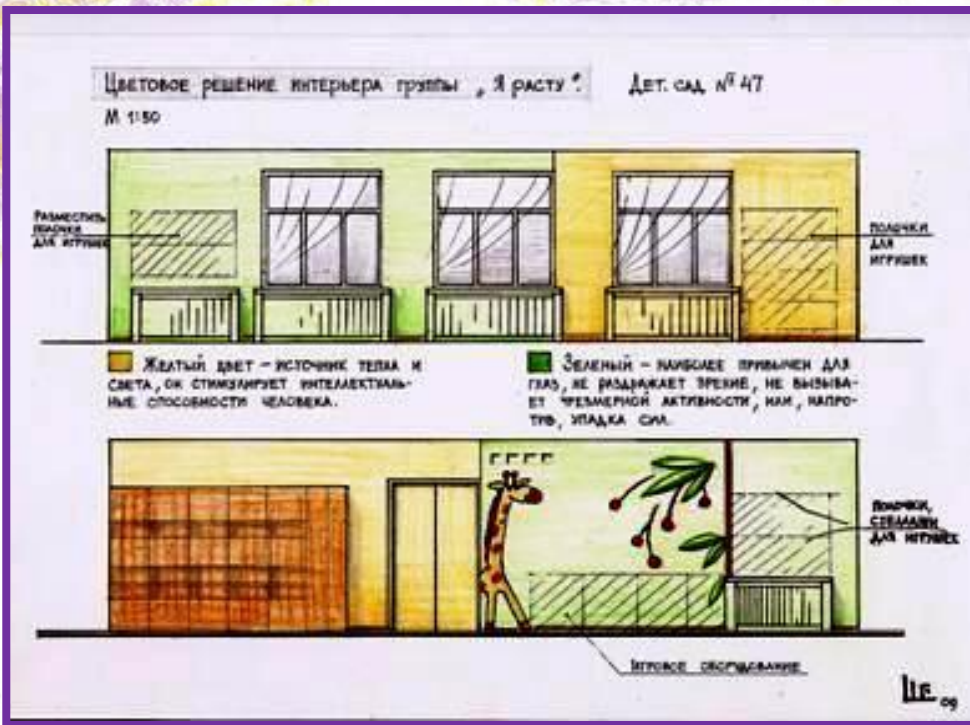 Цветовое решение интерьера группы „Я расту".
Дет. сад № 47
М 1:50
Разместить
полочки
для игрушек
полочки
для
игрушек
Желтый цвет – источник тепла и
света, он стимулирует интеллектуаль-
ные способности человека.
Зеленый – наиболее привычен для
глаз, не раздражает зрение, не вызыва-
ет чрезмерной активности, или, напро-
тив, упадка сил.
полочки,
для игрушек
Игровое оборудование
09